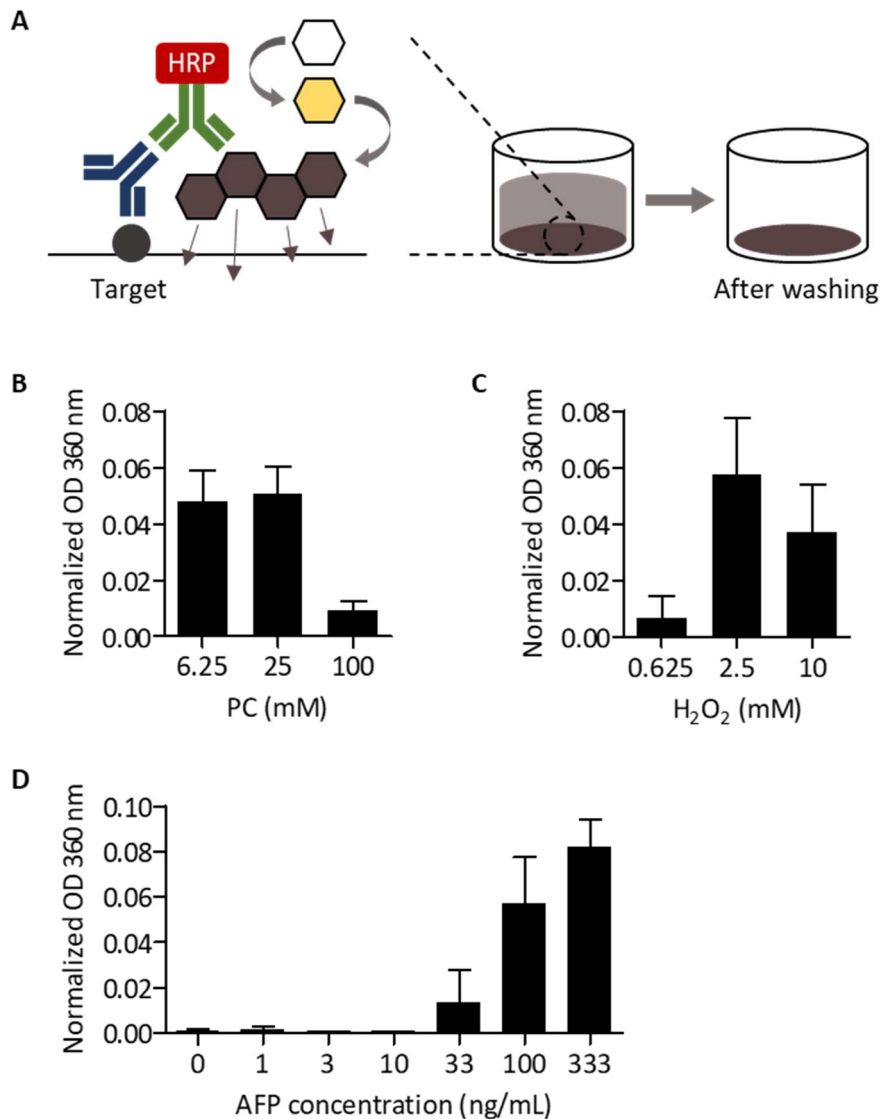 A
HRP
Target
After washing
B
Normalized OD 360 nm
0.08
0.06
0.04
0.02
0.00
6.25 25 100
PC (mM)
C
Normalized OD 360 nm
0.08
0.06
0.04
0.02
0.00
0.625 2.5 10
H₂O₂ (mM)
D
Normalized OD 360 nm
0.10
0.08
0.06
0.04
0.02
0.00
0 1 3 10 33 100 333
AFP concentration (ng/mL)